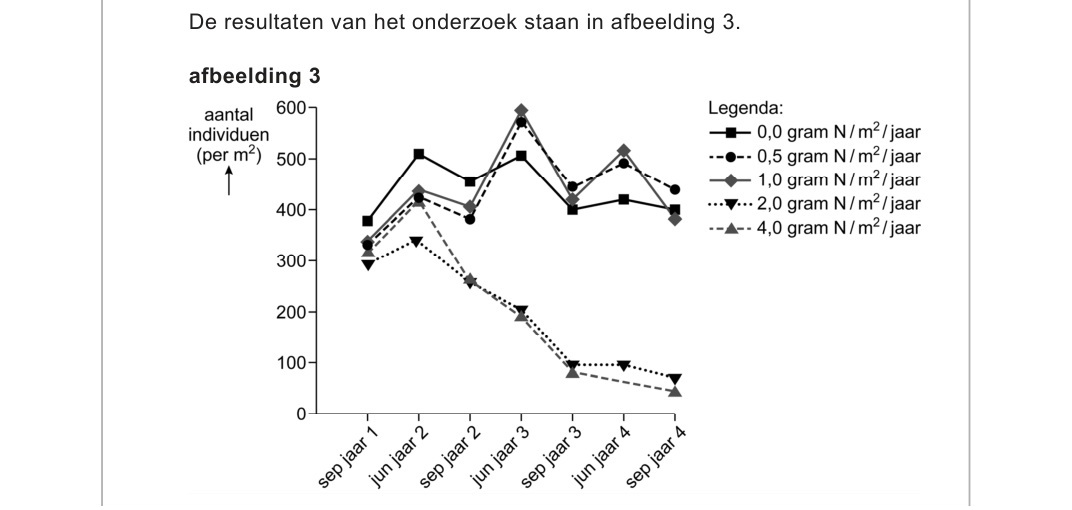 De resultaten van het onderzoek staan in afbeelding 3.
afbeelding 3
aantal
individuen
(per m²)
600
500
400
300
200
100
0
sep jaar 1
jun jaar 2
sep jaar 2
jun jaar 3
sep jaar 3
jun jaar 4
sep jaar 4
Legenda:
0,0 gram N/m²/jaar
0,5 gram N/m²/jaar
1,0 gram N/m²/jaar
2,0 gram N/m²/jaar
4,0 gram N/m²/jaar